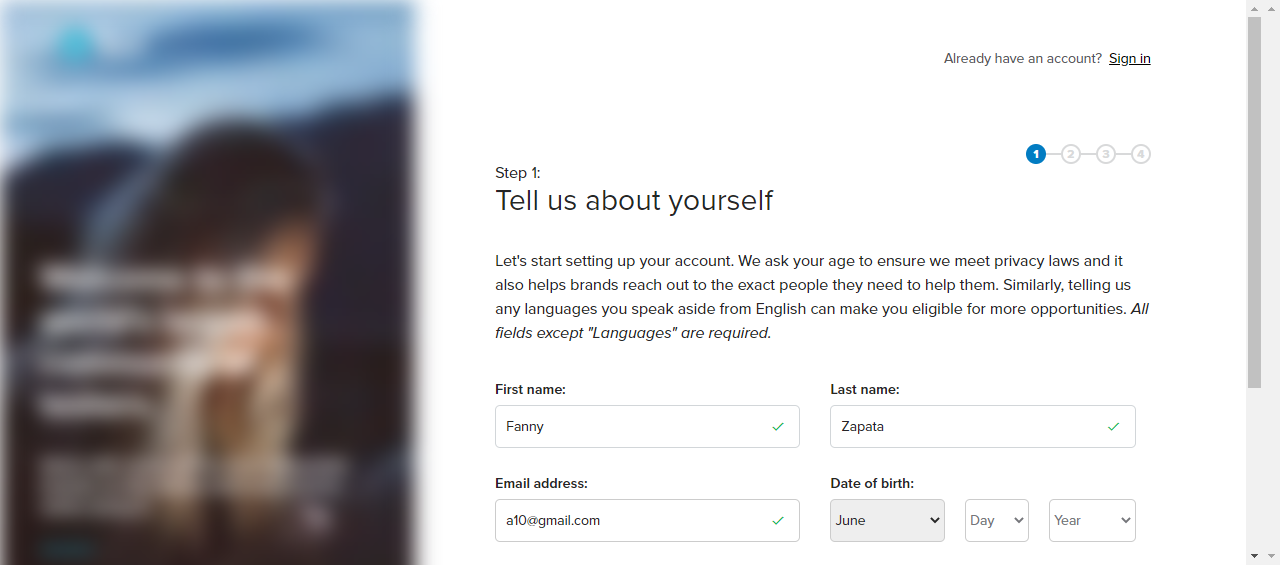 Already have an account? Sign in
1 2 3 4
Step 1:
Tell us about yourself
Let's start setting up your account. We ask your age to ensure we meet privacy laws and it
also helps brands reach out to the exact people they need to help them. Similarly, telling us
any languages you speak aside from English can make you eligible for more opportunities. All
fields except "Languages" are required.
First name: Last name:
Fanny Zapata
Email address: Date of birth:
a10@gmail.com June Day Year